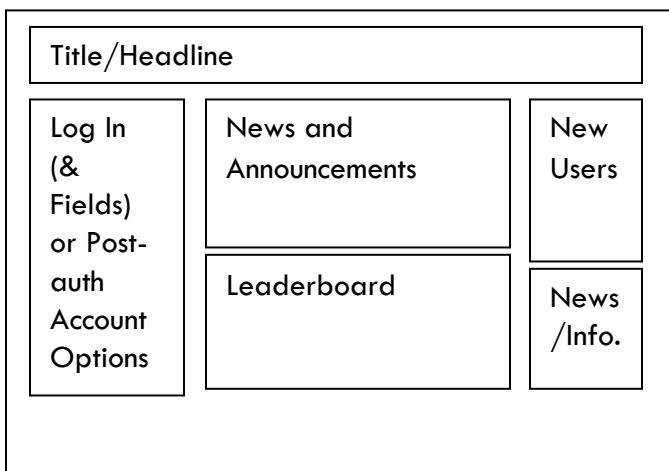 Title/Headline
Log In
(&
Fields)
or Post-
auth
Account
Options
News and
Announcements
Leaderboard
New
Users
News
/Info.